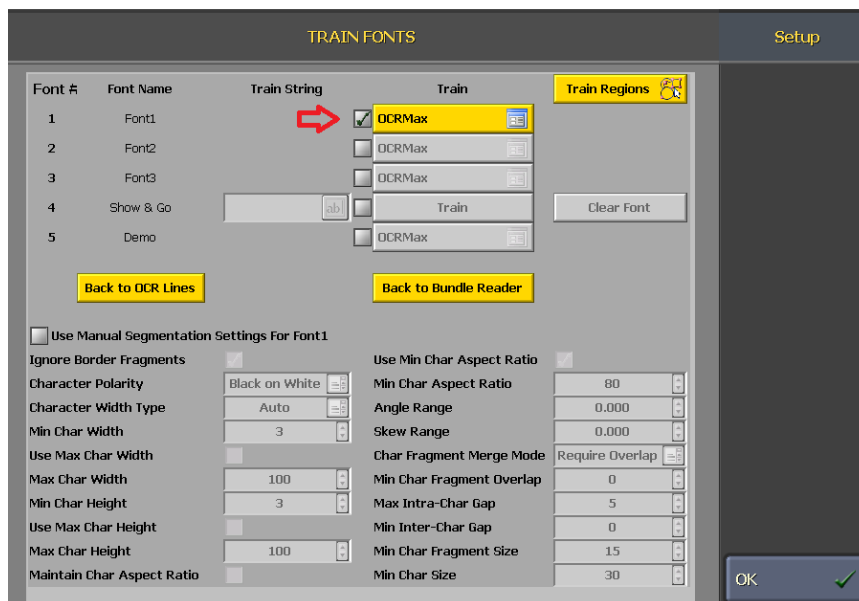 TRAIN FONTS
Setup
Font # Font Name Train String Train Train Regions
1 Font1 OCRMax
2 Font2 OCRMax
3 Font3 OCRMax
4 Show & Go ab Train Clear Font
5 Demo OCRMax
Back to OCR Lines Back to Bundle Reader
Use Manual Segmentation Settings For Font1
Ignore Border Fragments Use Min Char Aspect Ratio
Character Polarity Black on White Min Char Aspect Ratio 80
Character Width Type Auto Angle Range 0.000
Min Char Width 3 Skew Range 0.000
Use Max Char Width Char Fragment Merge Mode Require Overlap
Max Char Width 100 Min Char Fragment Overlap 0
Min Char Height 3 Max Intra-Char Gap 5
Use Max Char Height Min Inter-Char Gap 0
Max Char Height 100 Min Char Fragment Size 15
Maintain Char Aspect Ratio Min Char Size 30
OK